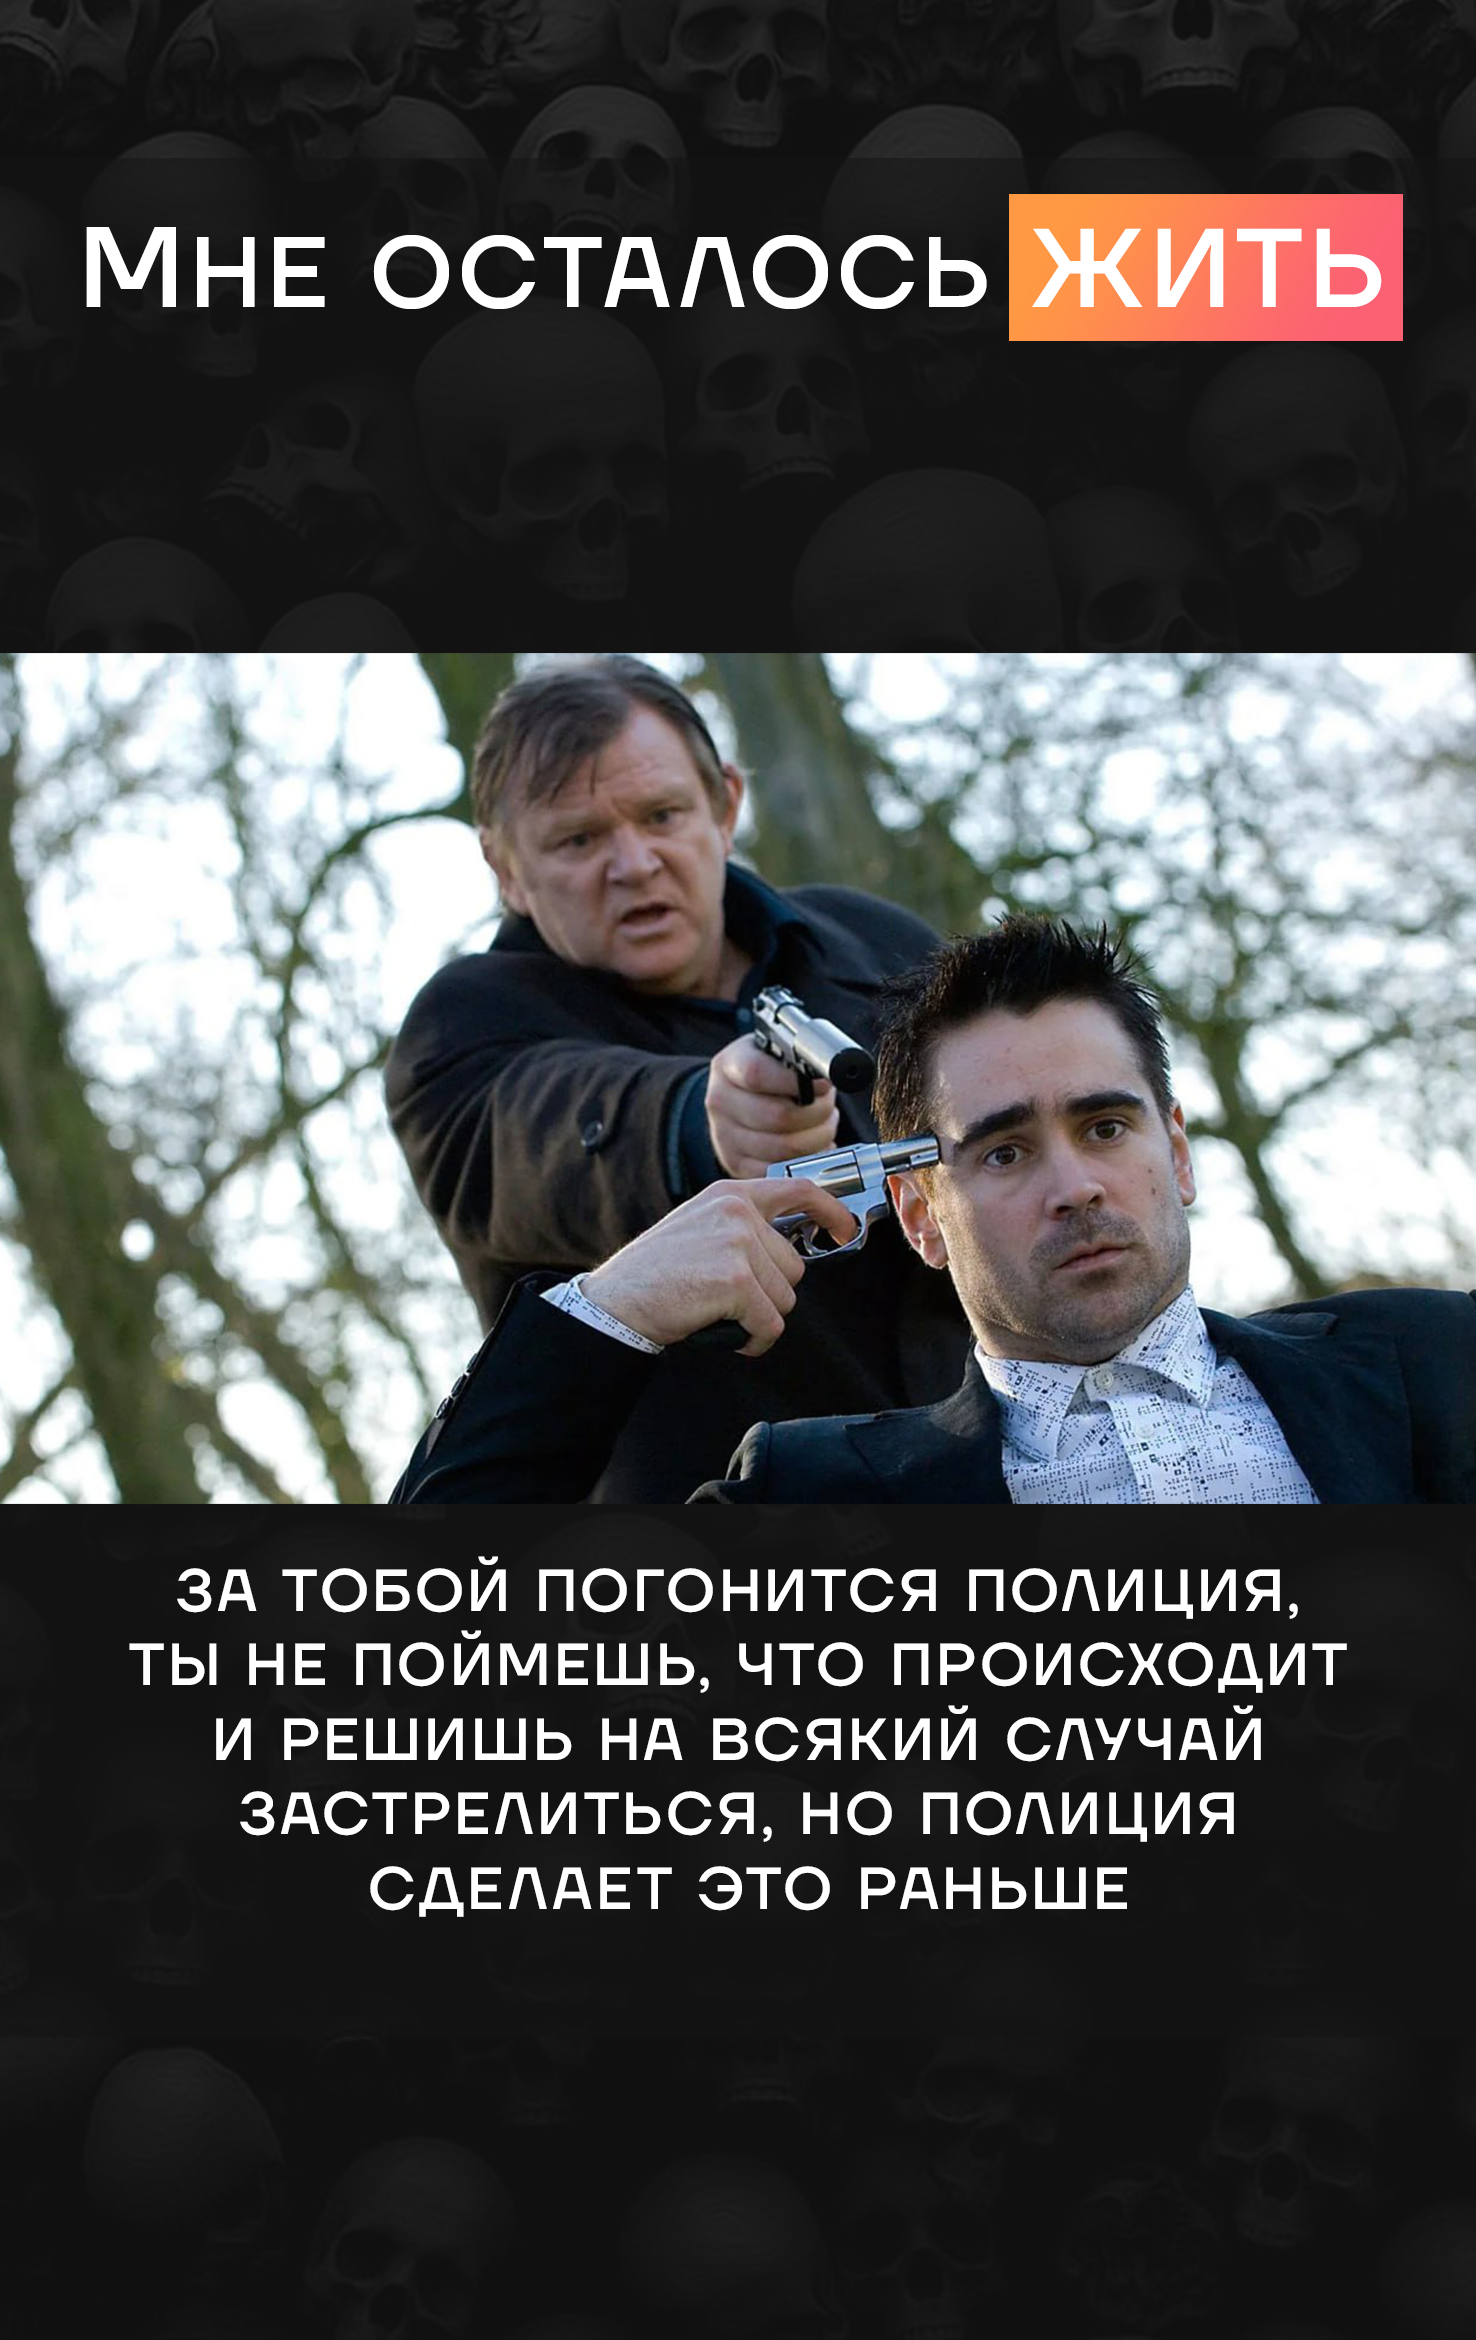 Мне осталось жить
за тобой погонится полиция,
ты не поймешь, что происходит
и решишь на всякий случай
застрелиться, но полиция
сделает это раньше